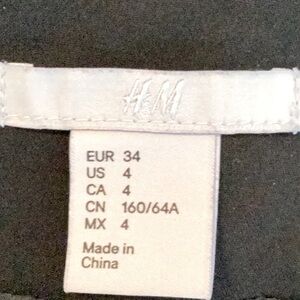 H&M
EUR 34
US 4
CA 4
CN 160/64A
MX 4
Made in
China